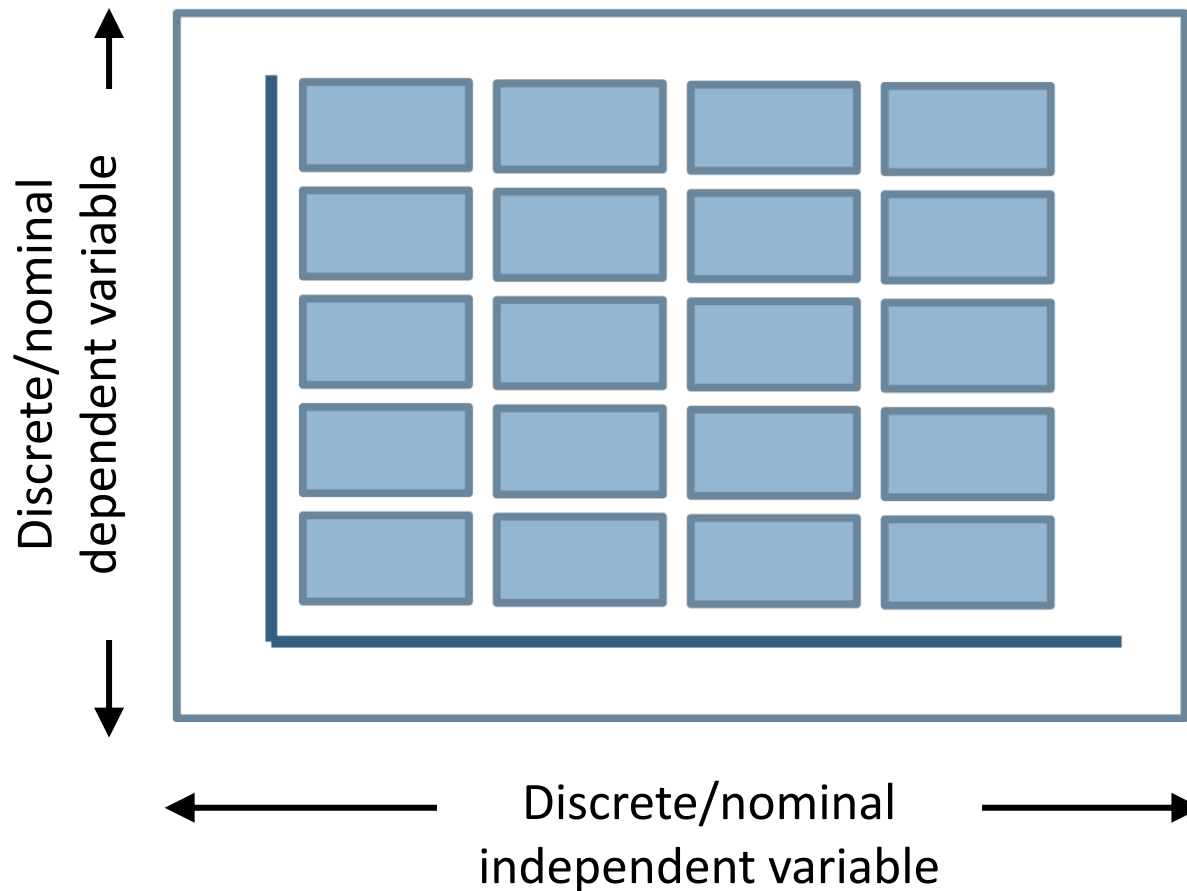 Discrete/nominal
dependent variable
Discrete/nominal
independent variable